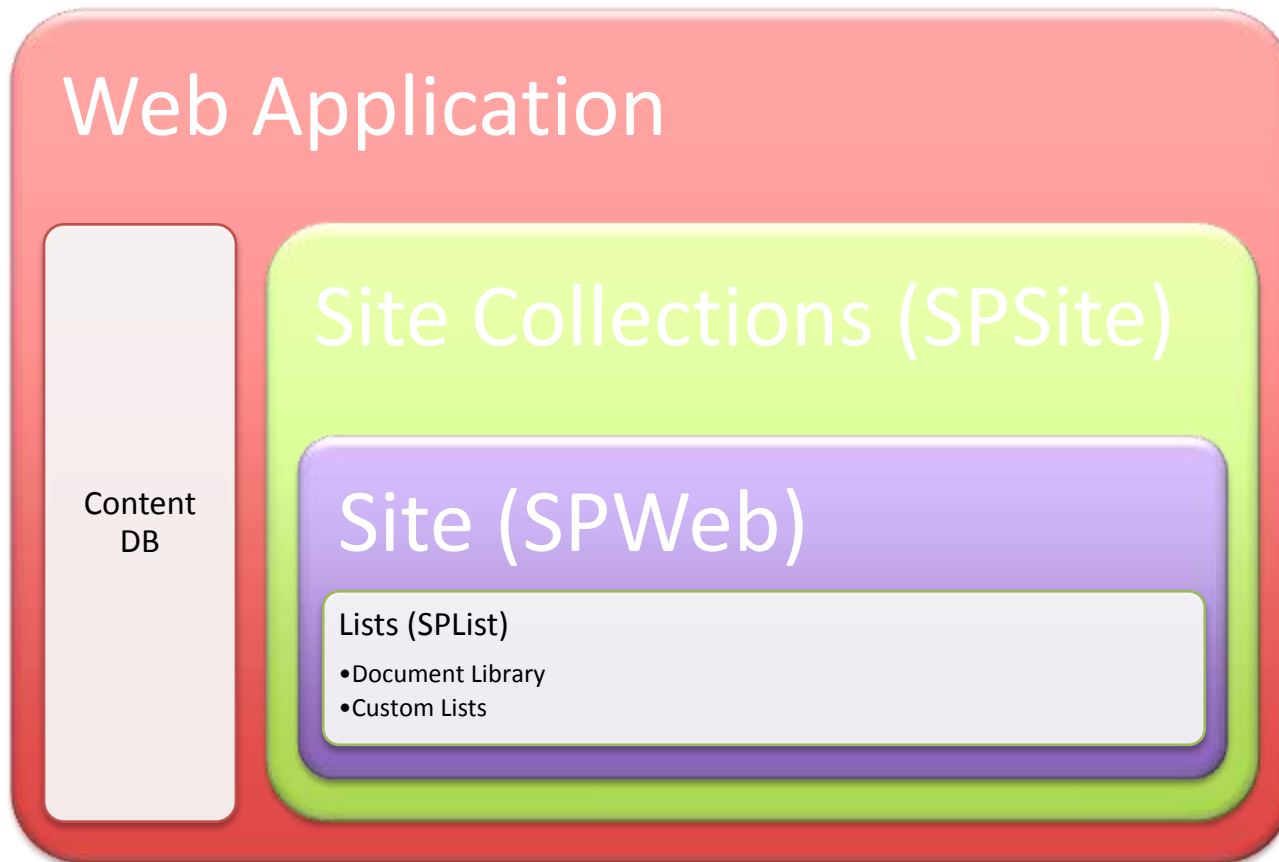 Web Application
Content
DB
Site Collections (SPSite)
Site (SPWeb)
Lists (SPList)
•Document Library
•Custom Lists